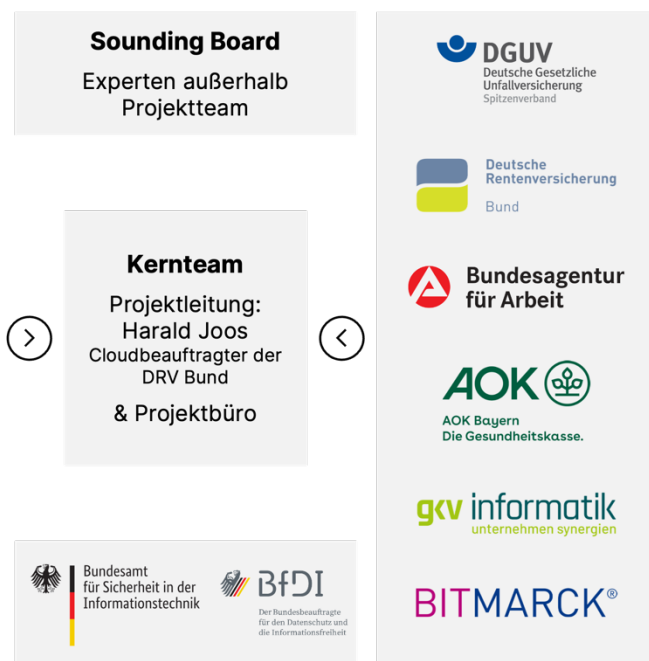 Sounding Board
Experten außerhalb
Projektteam
Kernteam
Projektleitung:
Harald Joos
Cloudbeauftragter der
DRV Bund
& Projektbüro
Bundesamt
für Sicherheit in der
Informationstechnik
BfDI
Der Bundesbeauftragte
für den Datenschutz und
die Informationsfreiheit
DGUV
Deutsche Gesetzliche
Unfallversicherung
Spitzenverband
Deutsche
Rentenversicherung
Bund
Bundesagentur
für Arbeit
AOK
AOK Bayern
Die Gesundheitskasse.
gkv informatik
unternehmen synergien
BITMARCK®